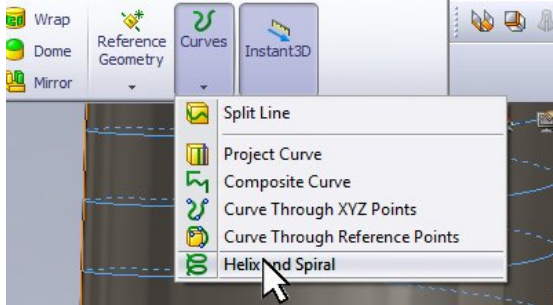 Wrap
Dome
Mirror
Reference
Geometry
Curves
Instant3D
Split Line
Project Curve
Composite Curve
Curve Through XYZ Points
Curve Through Reference Points
Helix and Spiral